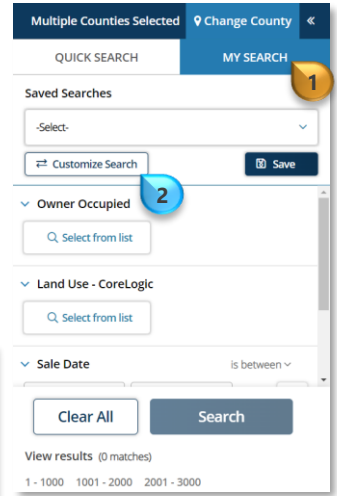 Multiple Counties Selected Change County «
QUICK SEARCH MY SEARCH
1
Saved Searches
-Select-
Customize Search Save
2
Owner Occupied
Select from list
Land Use - CoreLogic
Select from list
Sale Date is between
Clear All Search
View results (0 matches)
1 - 1000 1001 - 2000 2001 - 3000